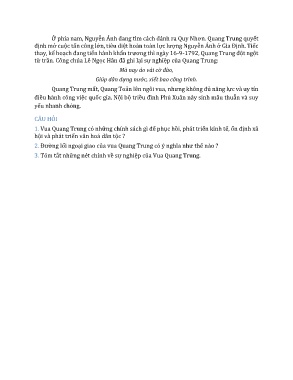 Ở phía nam, Nguyễn Ánh đang tìm cách đánh ra Quy Nhơn. Quang Trung quyết
định mở cuộc tấn công lớn, tiêu diệt hoàn toàn lực lượng Nguyễn Ánh ở Gia Định. Tiếc
thay, kế hoạch đang tiến hành khẩn trương thì ngày 16-9-1792, Quang Trung đột ngột
từ trần. Công chúa Lê Ngọc Hân đã ghi lại sự nghiệp của Quang Trung:
Mà nay áo vải cờ đào,
Giúp dân dựng nước, xiết bao công trình.
Quang Trung mất, Quang Toản lên ngôi vua, nhưng không đủ năng lực và uy tín
điều hành công việc quốc gia. Nội bộ triều đình Phú Xuân nảy sinh mâu thuẫn và suy
yếu nhanh chóng.
CÂU HỎI
1. Vua Quang Trung có những chính sách gì để phục hồi, phát triển kinh tế, ổn định xã
hội và phát triển văn hoá dân tộc ?
2. Đường lối ngoại giao của vua Quang Trung có ý nghĩa như thế nào ?
3. Tóm tắt những nét chính về sự nghiệp của Vua Quang Trung.